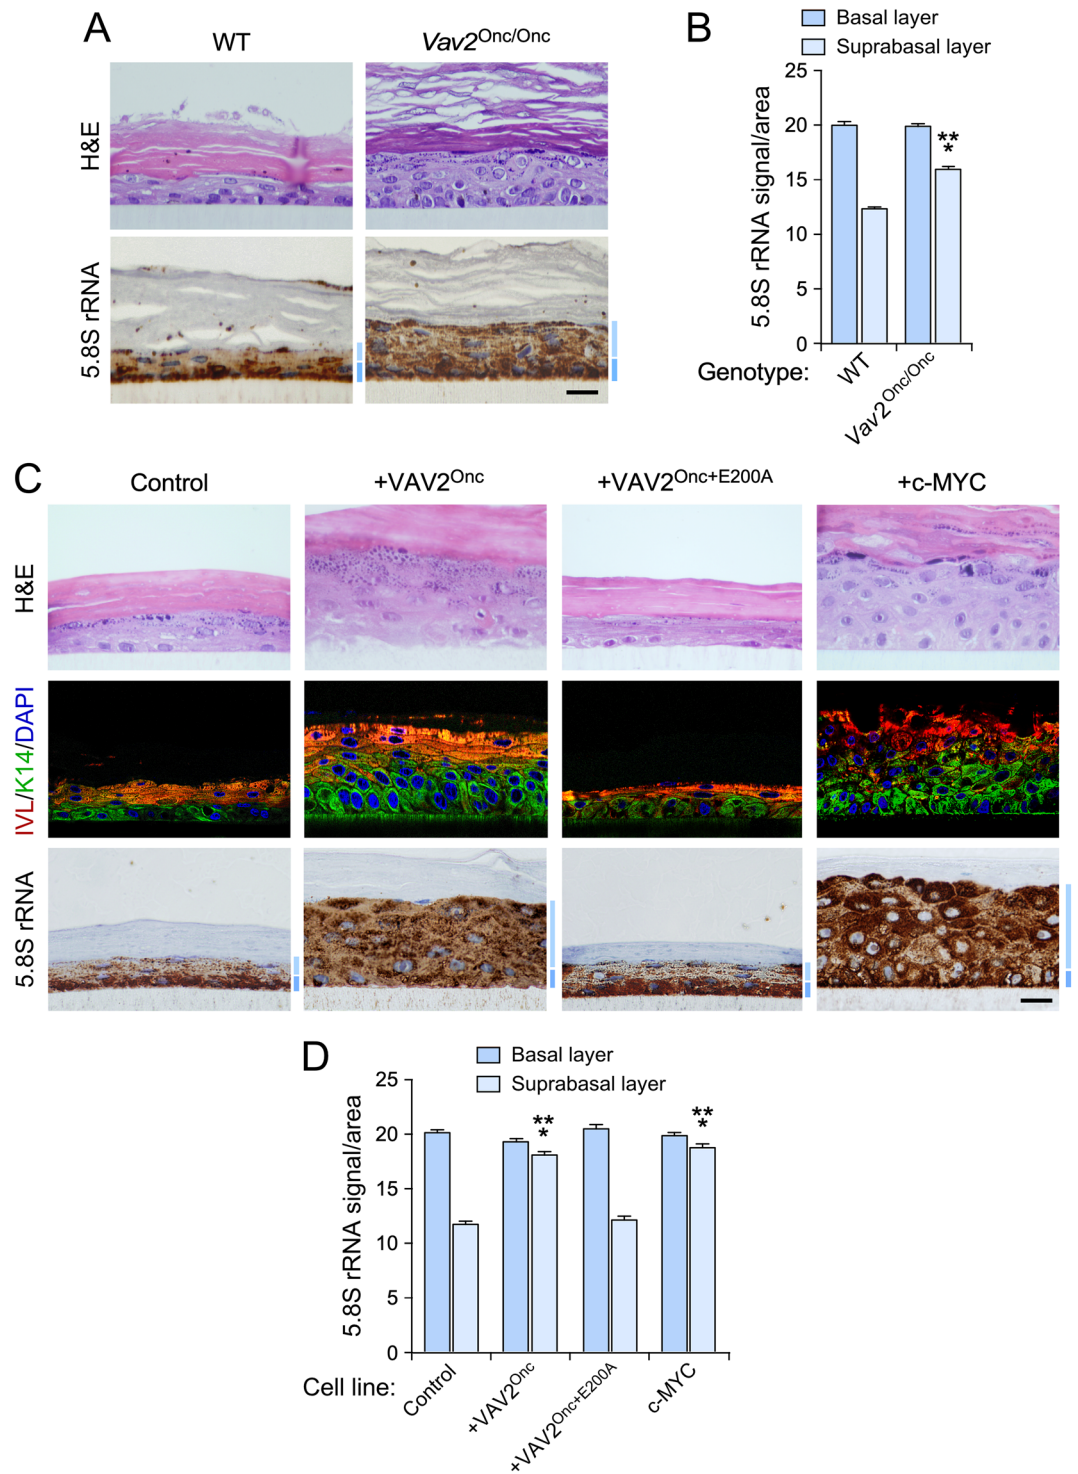 A
WT
Vav2Onc/Onc
H&E
5.8S rRNA
B
Basal layer
Suprabasal layer
5.8S rRNA signal/area
25
20
15
10
5
0
**
*
Genotype:
WT
Vav2Onc/Onc
C
Control
+VAV2Onc
+VAV2Onc+E200A
+c-MYC
H&E
IVL/K14/DAPI
5.8S rRNA
D
Basal layer
Suprabasal layer
5.8S rRNA signal/area
25
20
15
10
5
0
**
*
**
*
Cell line:
Control
+VAV2Onc
+VAV2Onc+E200A
c-MYC